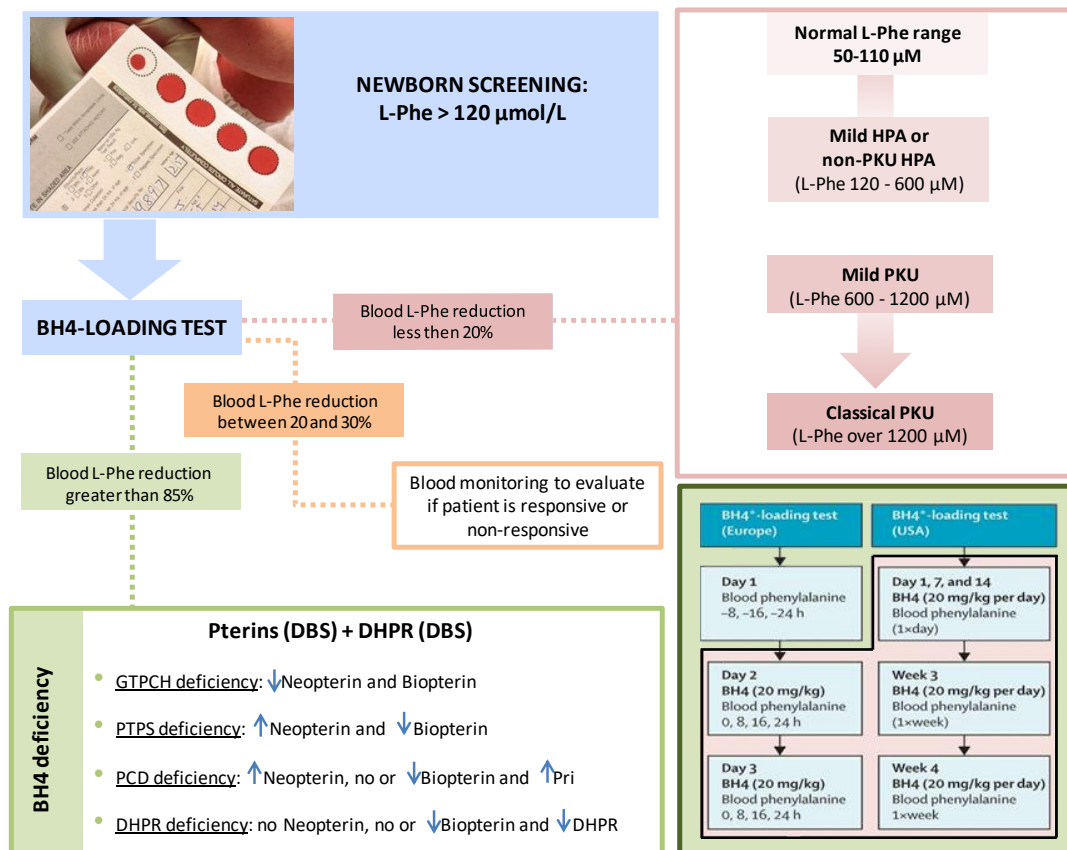 NEWBORN SCREENING:
L-Phe > 120 µmol/L
BH4-LOADING TEST
Blood L-Phe reduction
less then 20%
Blood L-Phe reduction
between 20 and 30%
Blood L-Phe reduction
greater than 85%
Blood monitoring to evaluate
if patient is responsive or
non-responsive
Normal L-Phe range
50-110 µM
Mild HPA or
non-PKU HPA
(L-Phe 120 - 600 µM)
Mild PKU
(L-Phe 600 - 1200 µM)
Classical PKU
(L-Phe over 1200 µM)
BH4 deficiency
Pterins (DBS) + DHPR (DBS)
• GTPCH deficiency: ↓Neopterin and Biopterin
• PTPS deficiency: ↑Neopterin and ↓Biopterin
• PCD deficiency: ↑Neopterin, no or ↓Biopterin and ↑Pri
• DHPR deficiency: no Neopterin, no or ↓Biopterin and ↓DHPR
BH4*-loading test
(Europe)
Day 1
Blood phenylalanine
–8, –16, –24 h
Day 2
BH4 (20 mg/kg)
Blood phenylalanine
0, 8, 16, 24 h
Day 3
BH4 (20 mg/kg)
Blood phenylalanine
0, 8, 16, 24 h
BH4*-loading test
(USA)
Day 1, 7, and 14
BH4 (20 mg/kg per day)
Blood phenylalanine
(1×day)
Week 3
BH4 (20 mg/kg per day)
Blood phenylalanine
(1×week)
Week 4
BH4 (20 mg/kg per day)
Blood phenylalanine
1×week